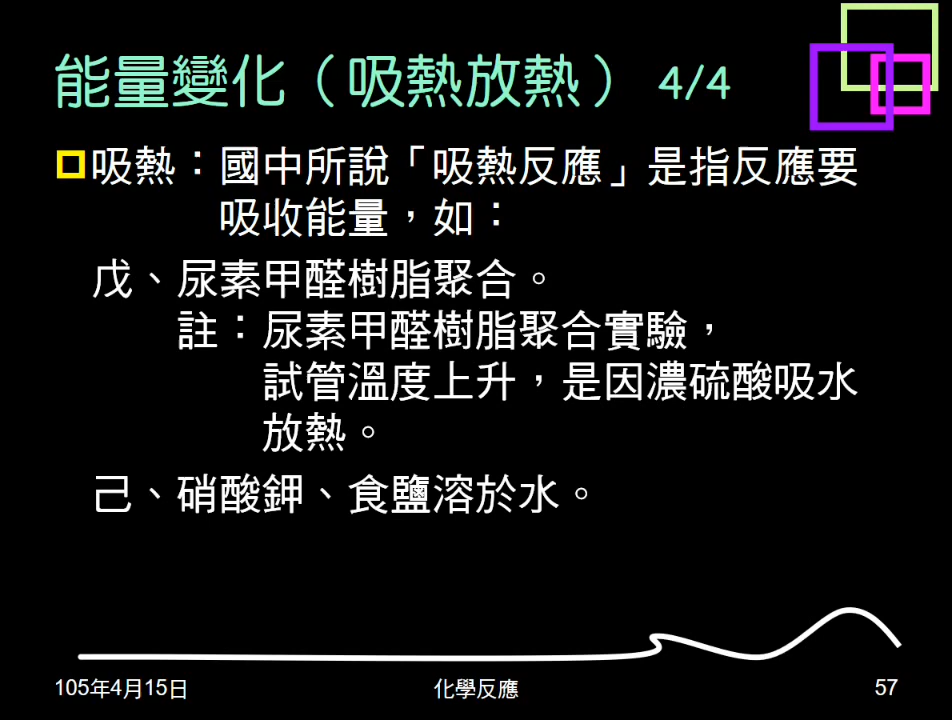 能量變化（吸熱放熱）4/4
吸熱：國中所說「吸熱反應」是指反應要
吸收能量，如：
戊、尿素甲醛樹脂聚合。
註：尿素甲醛樹脂聚合實驗，
試管溫度上升，是因濃硫酸吸水
放熱。
己、硝酸鉀、食鹽溶於水。
105年4月15日
化學反應
57